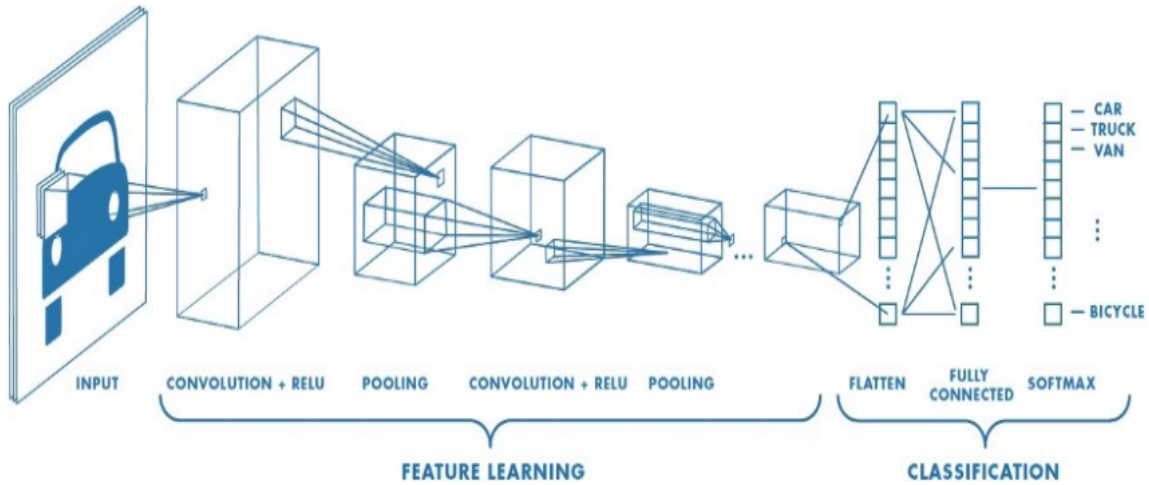 CAR
TRUCK
VAN
BICYCLE
INPUT
CONVOLUTION + RELU
POOLING
CONVOLUTION + RELU
POOLING
FLATTEN
FULLY
CONNECTED
SOFTMAX
FEATURE LEARNING
CLASSIFICATION